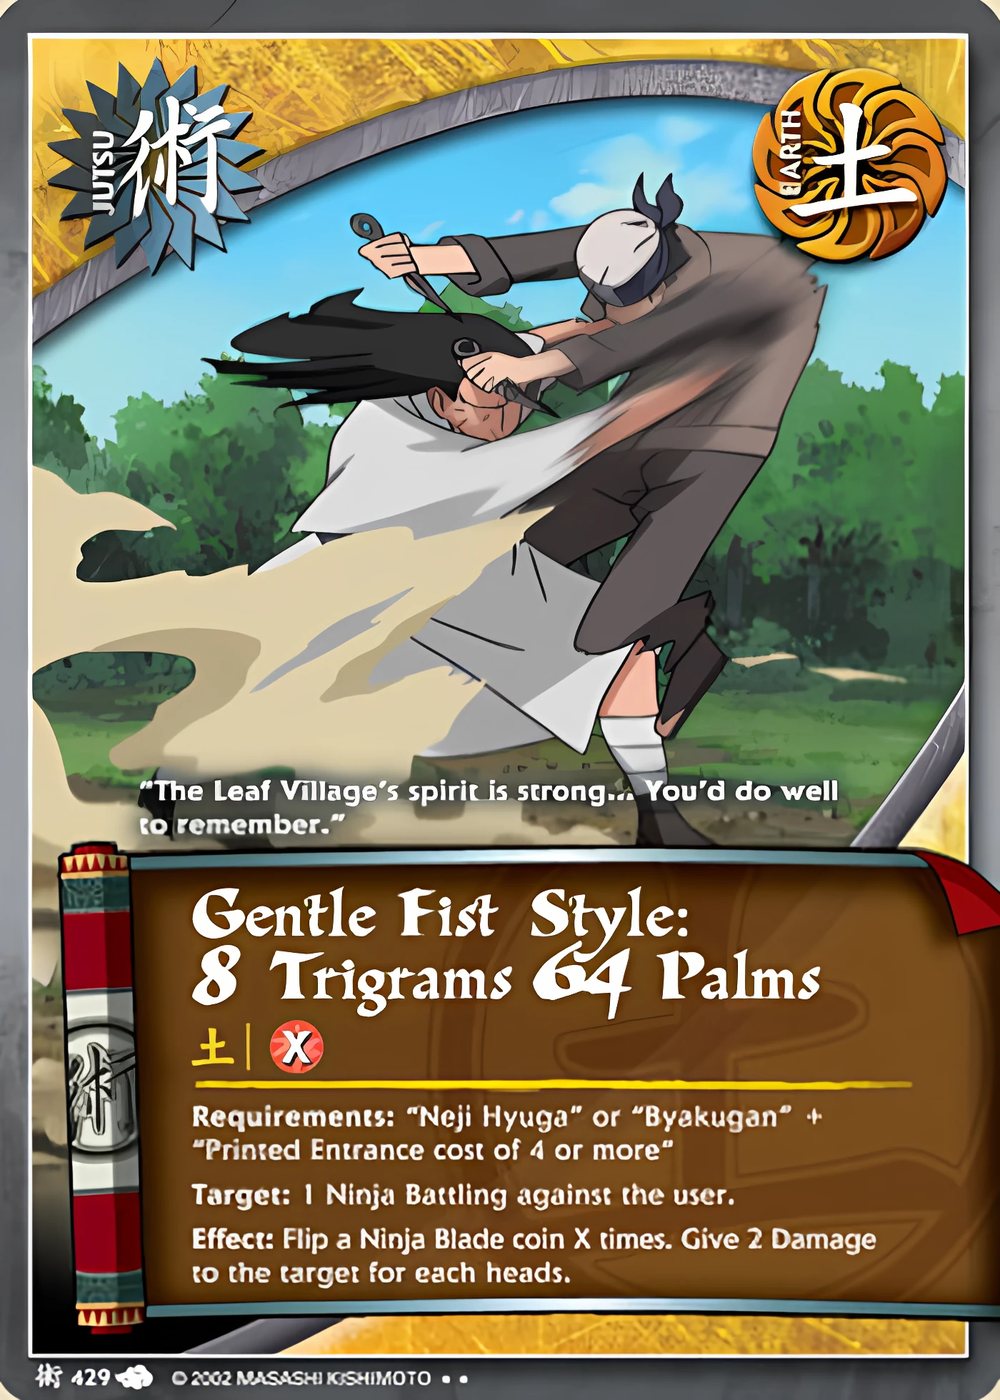 JUTSU
術
EARTH
土
"The Leaf Village's spirit is strong... You'd do well
to remember."
Gentle Fist Style:
8 Trigrams 64 Palms
土 | X
Requirements: "Neji Hyuga" or "Byakugan" +
"Printed Entrance cost of 4 or more"
Target: 1 Ninja Battling against the user.
Effect: Flip a Ninja Blade coin X times. Give 2 Damage
to the target for each heads.
術
術 429 © 2002 MASASHI KISHIMOTO